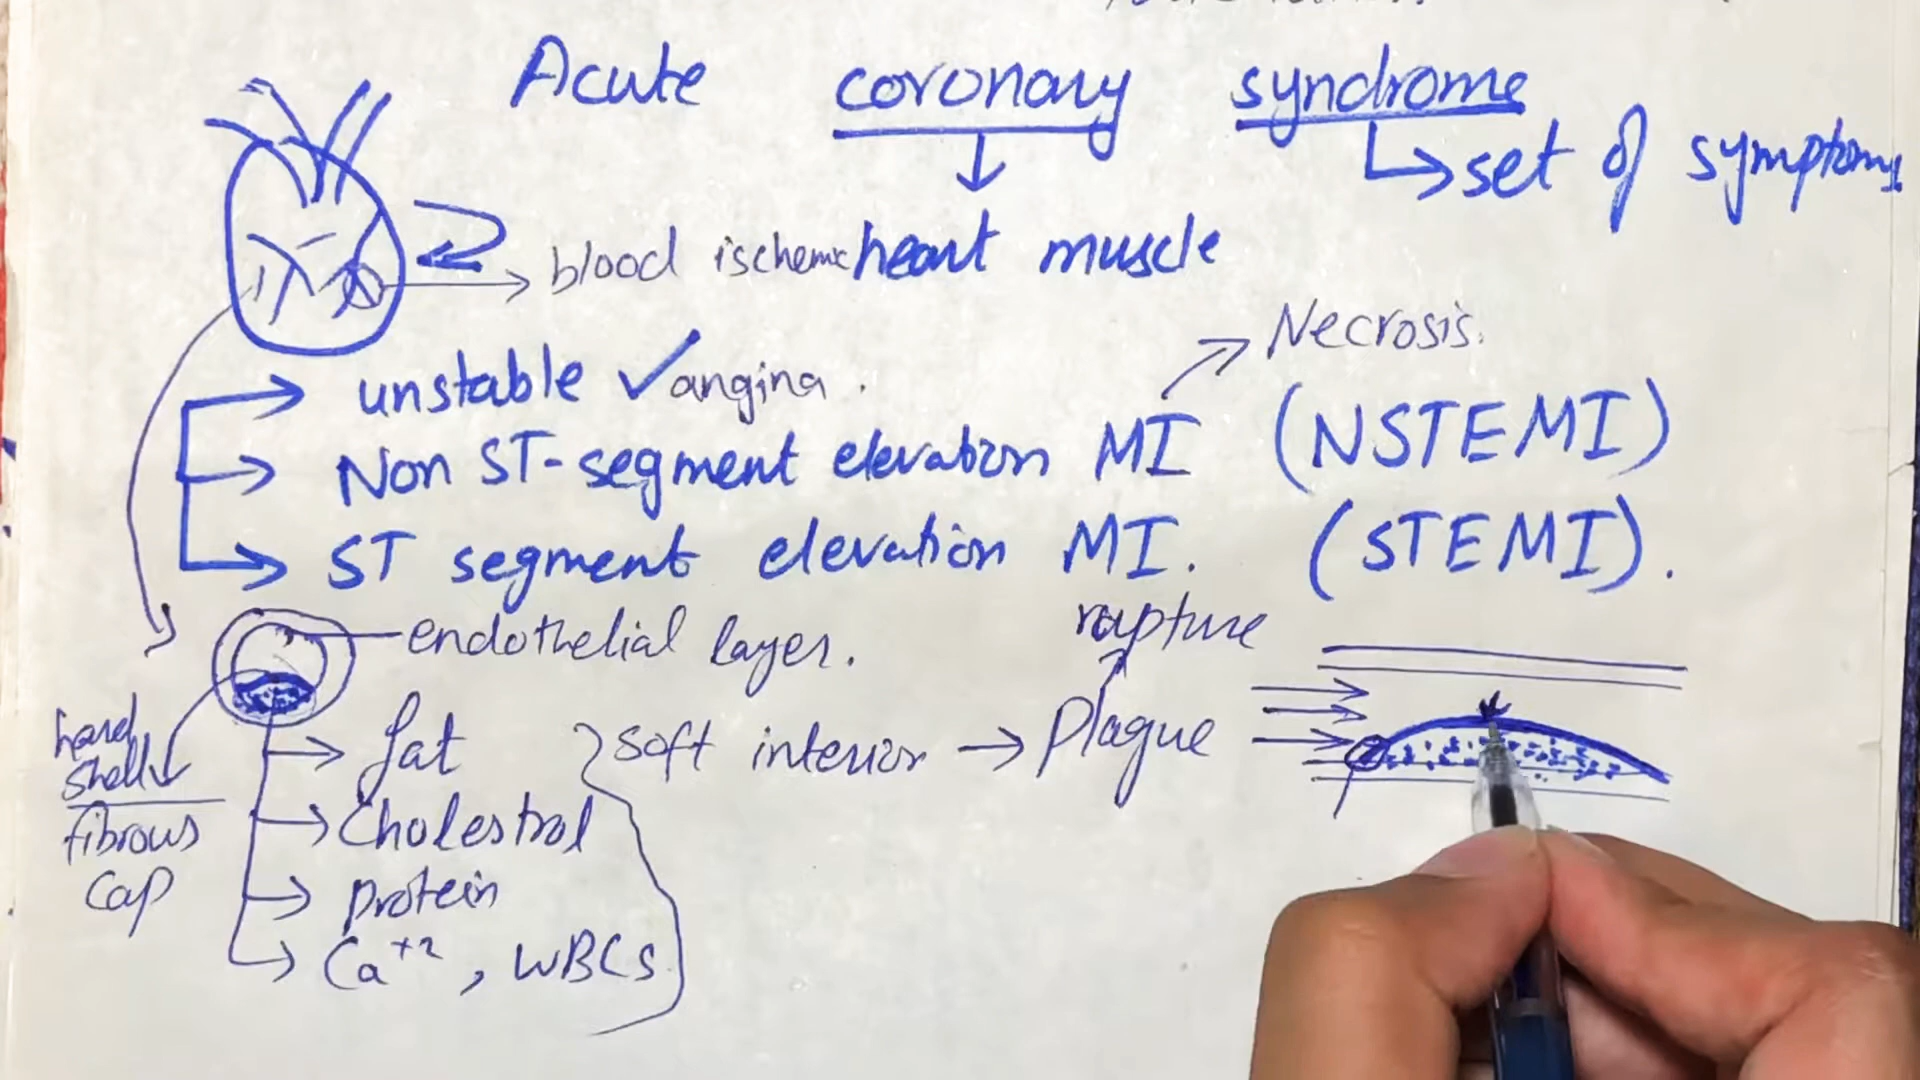 Acute coronary syndrome
set of symptoms
blood ischemic heart muscle
Necrosis.
unstable angina.
Non ST-segment elevation MI (NSTEMI)
ST segment elevation MI. (STEMI).
endothelial layer.
rupture
hard
shell
fibrous
cap
fat
Cholestrol
protein
Ca+2, WBCs
soft interior → Plague